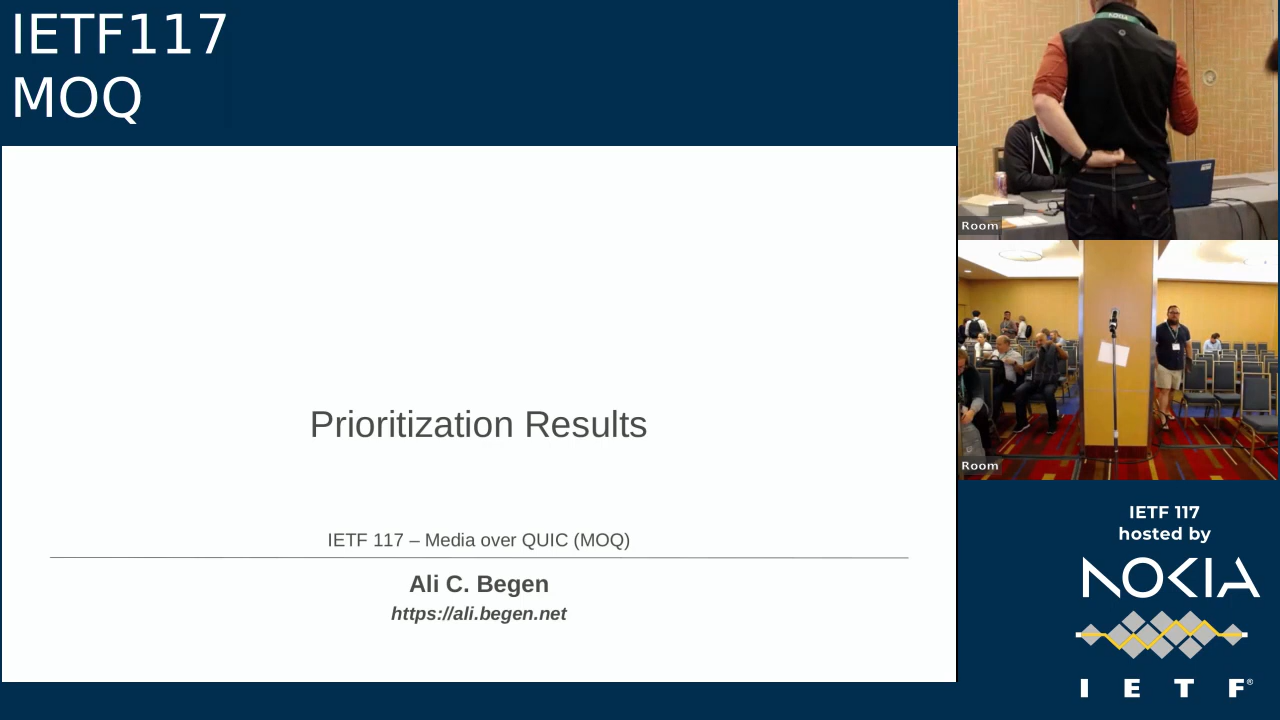 IETF117
MOQ
Prioritization Results
IETF 117 – Media over QUIC (MOQ)
Ali C. Begen
https://ali.begen.net
NOKIA
Room
Room
IETF 117
hosted by
NOKIA
I E T F®